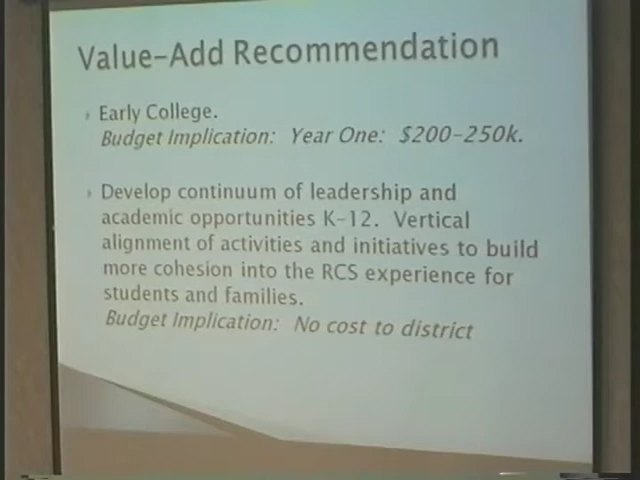 Value-Add Recommendation
Early College.
Budget Implication: Year One: $200-250k.
Develop continuum of leadership and
academic opportunities K-12. Vertical
alignment of activities and initiatives to build
more cohesion into the RCS experience for
students and families.
Budget Implication: No cost to district